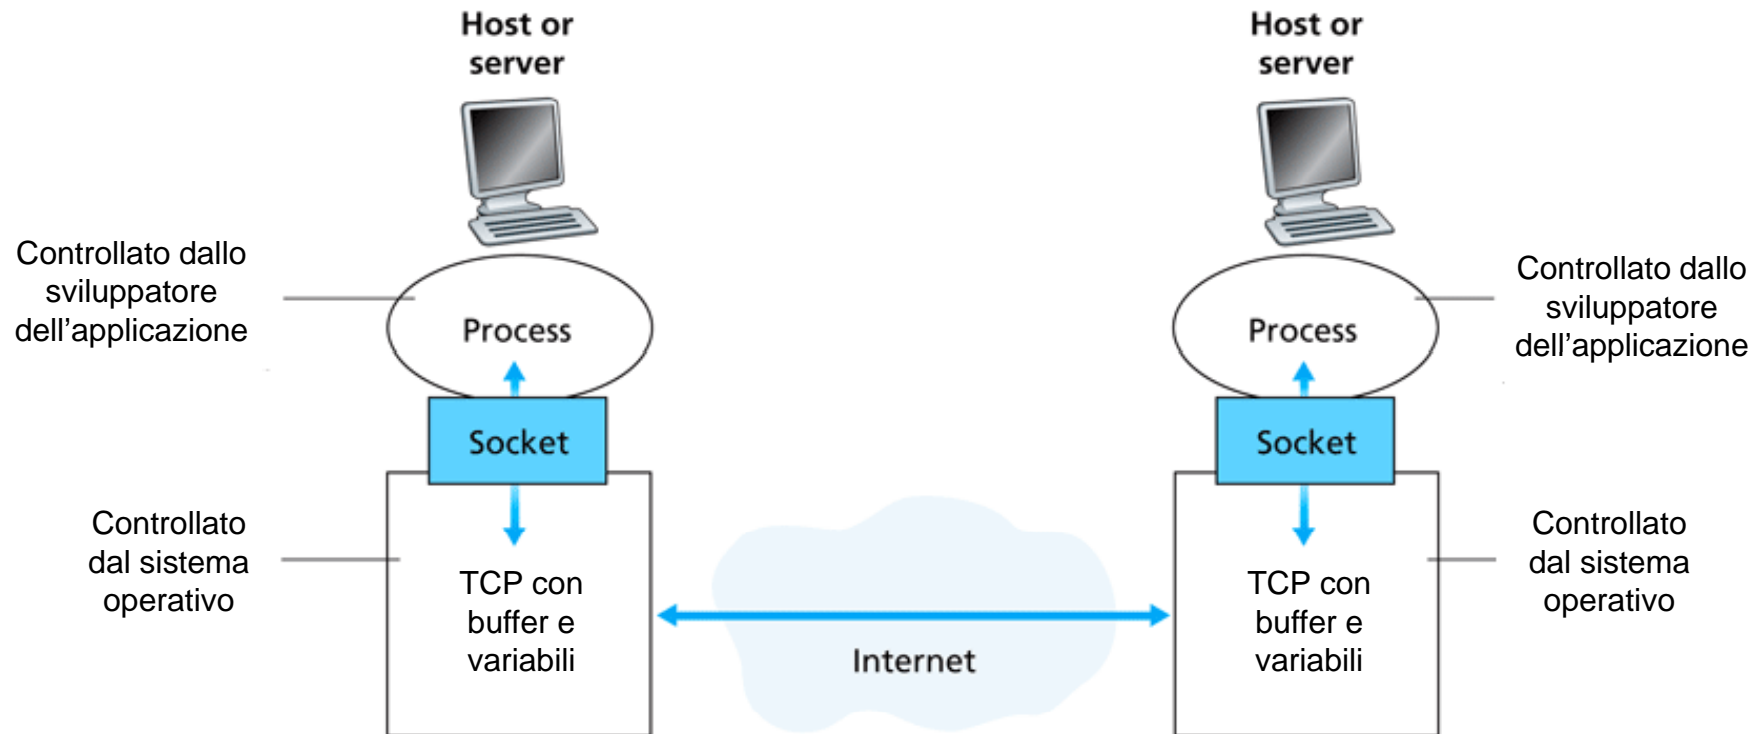 Host or
server
Host or
server
Controllato dallo
sviluppatore
dell’applicazione
Process
Process
Controllato dallo
sviluppatore
dell’applicazione
Socket
Socket
Controllato
dal sistema
operativo
TCP con
buffer e
variabili
Internet
TCP con
buffer e
variabili
Controllato
dal sistema
operativo